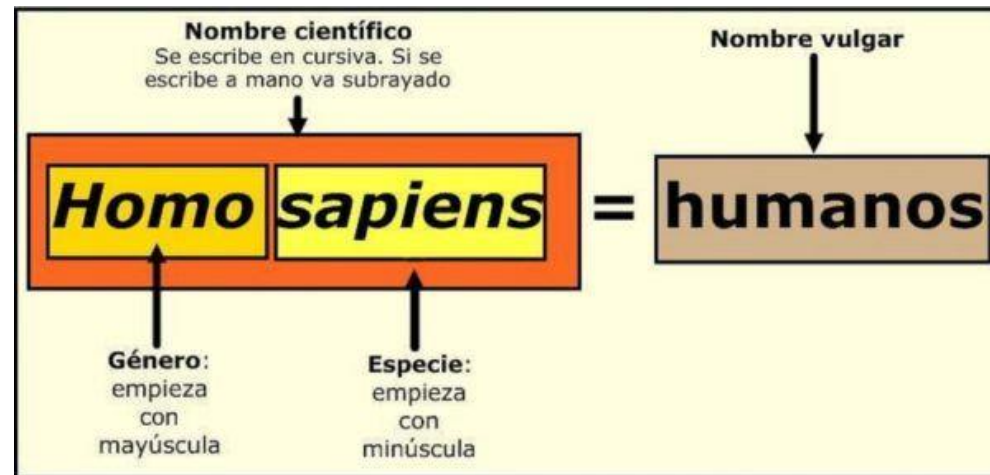 Nombre científico
Se escribe en cursiva. Si se
escribe a mano va subrayado
Nombre vulgar
Homo sapiens = humanos
Género:
empieza
con
mayúscula
Especie:
empieza
con
minúscula